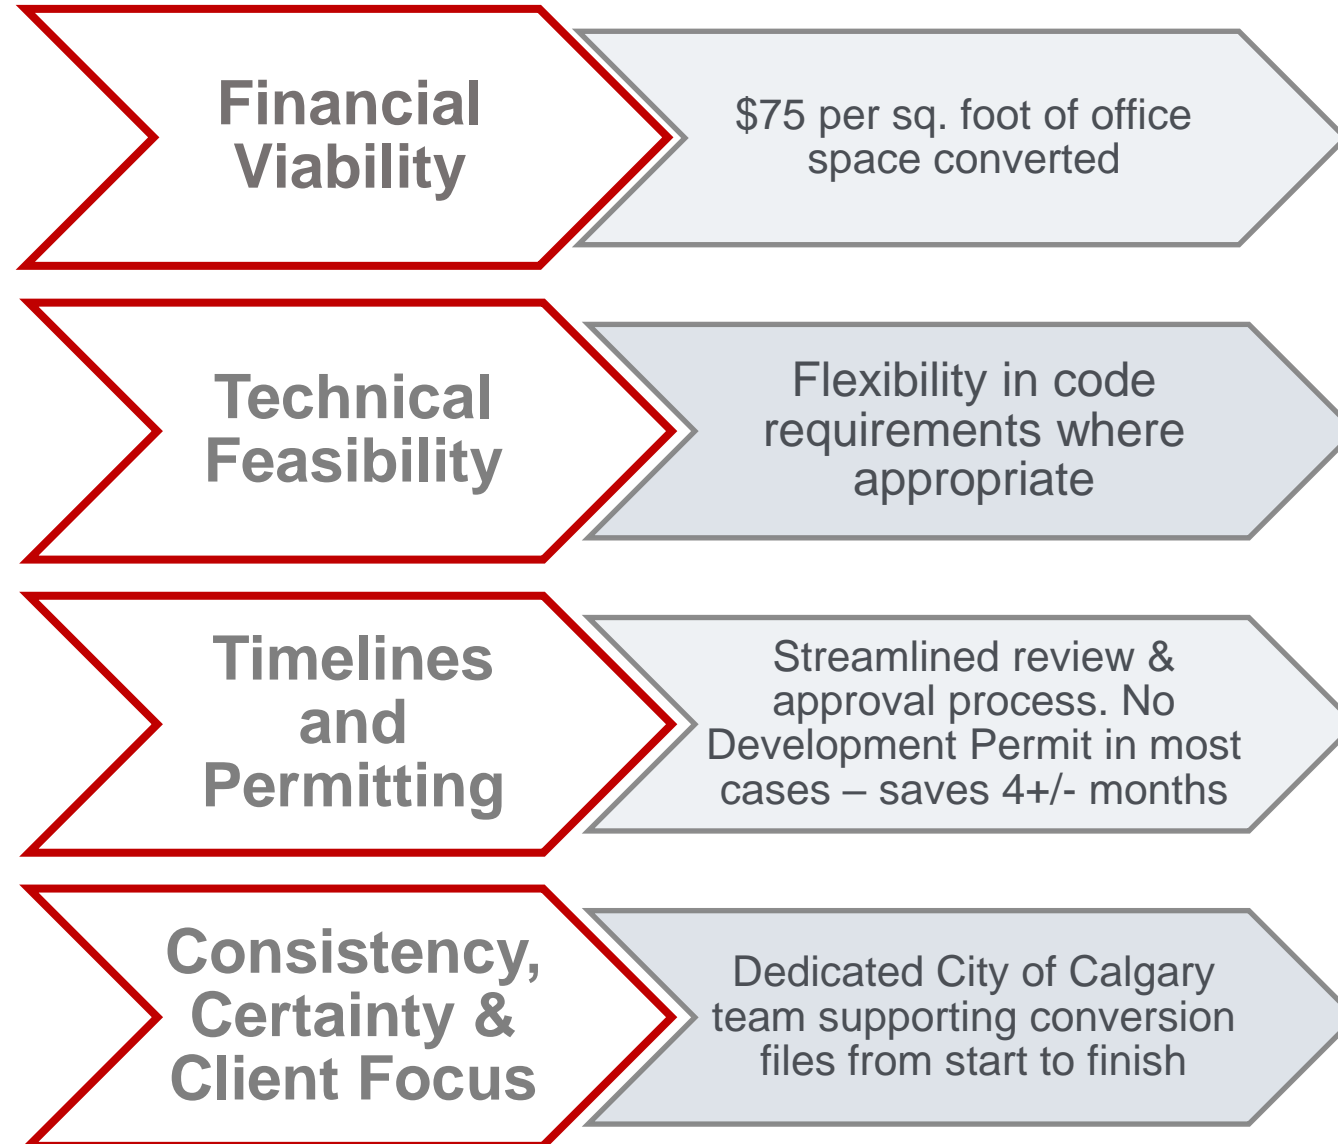 Financial
Viability
$75 per sq. foot of office
space converted
Technical
Feasibility
Flexibility in code
requirements where
appropriate
Timelines
and
Permitting
Streamlined review &
approval process. No
Development Permit in most
cases – saves 4+/- months
Consistency,
Certainty &
Client Focus
Dedicated City of Calgary
team supporting conversion
files from start to finish